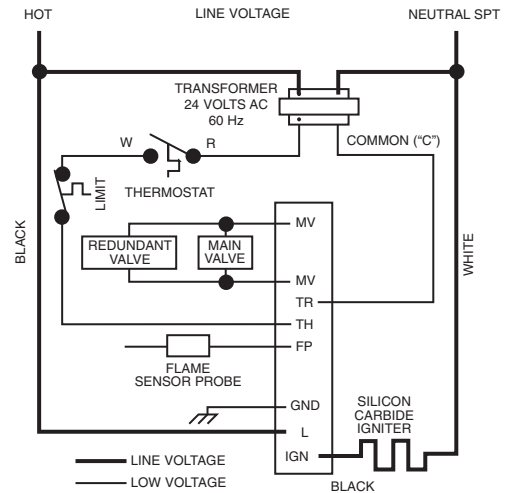 HOT
LINE VOLTAGE
NEUTRAL SPT
TRANSFORMER
24 VOLTS AC
60 Hz
COMMON ("C")
W
R
THERMOSTAT
LIMIT
BLACK
WHITE
REDUNDANT
VALVE
MAIN
VALVE
MV
MV
TR
TH
FP
FLAME
SENSOR PROBE
GND
L
IGN
SILICON
CARBIDE
IGNITER
BLACK
LINE VOLTAGE
LOW VOLTAGE